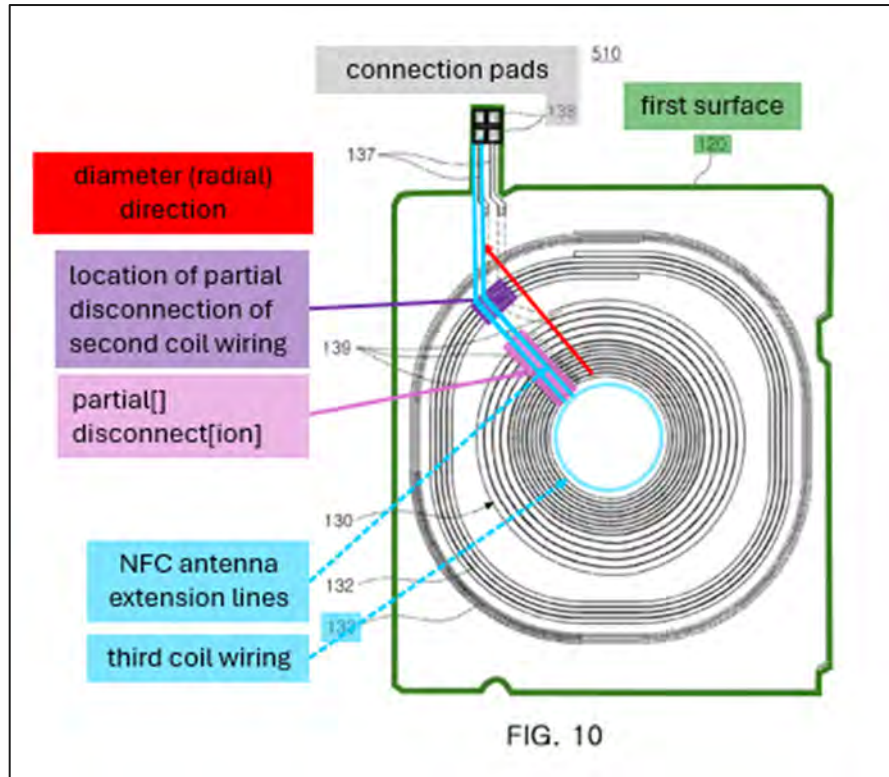 510
connection pads
138
first surface
120
137
diameter (radial)
direction
location of partial
disconnection of
second coil wiring
139
partial[]
disconnect[ion]
130
NFC antenna
extension lines
132
133
third coil wiring
FIG. 10